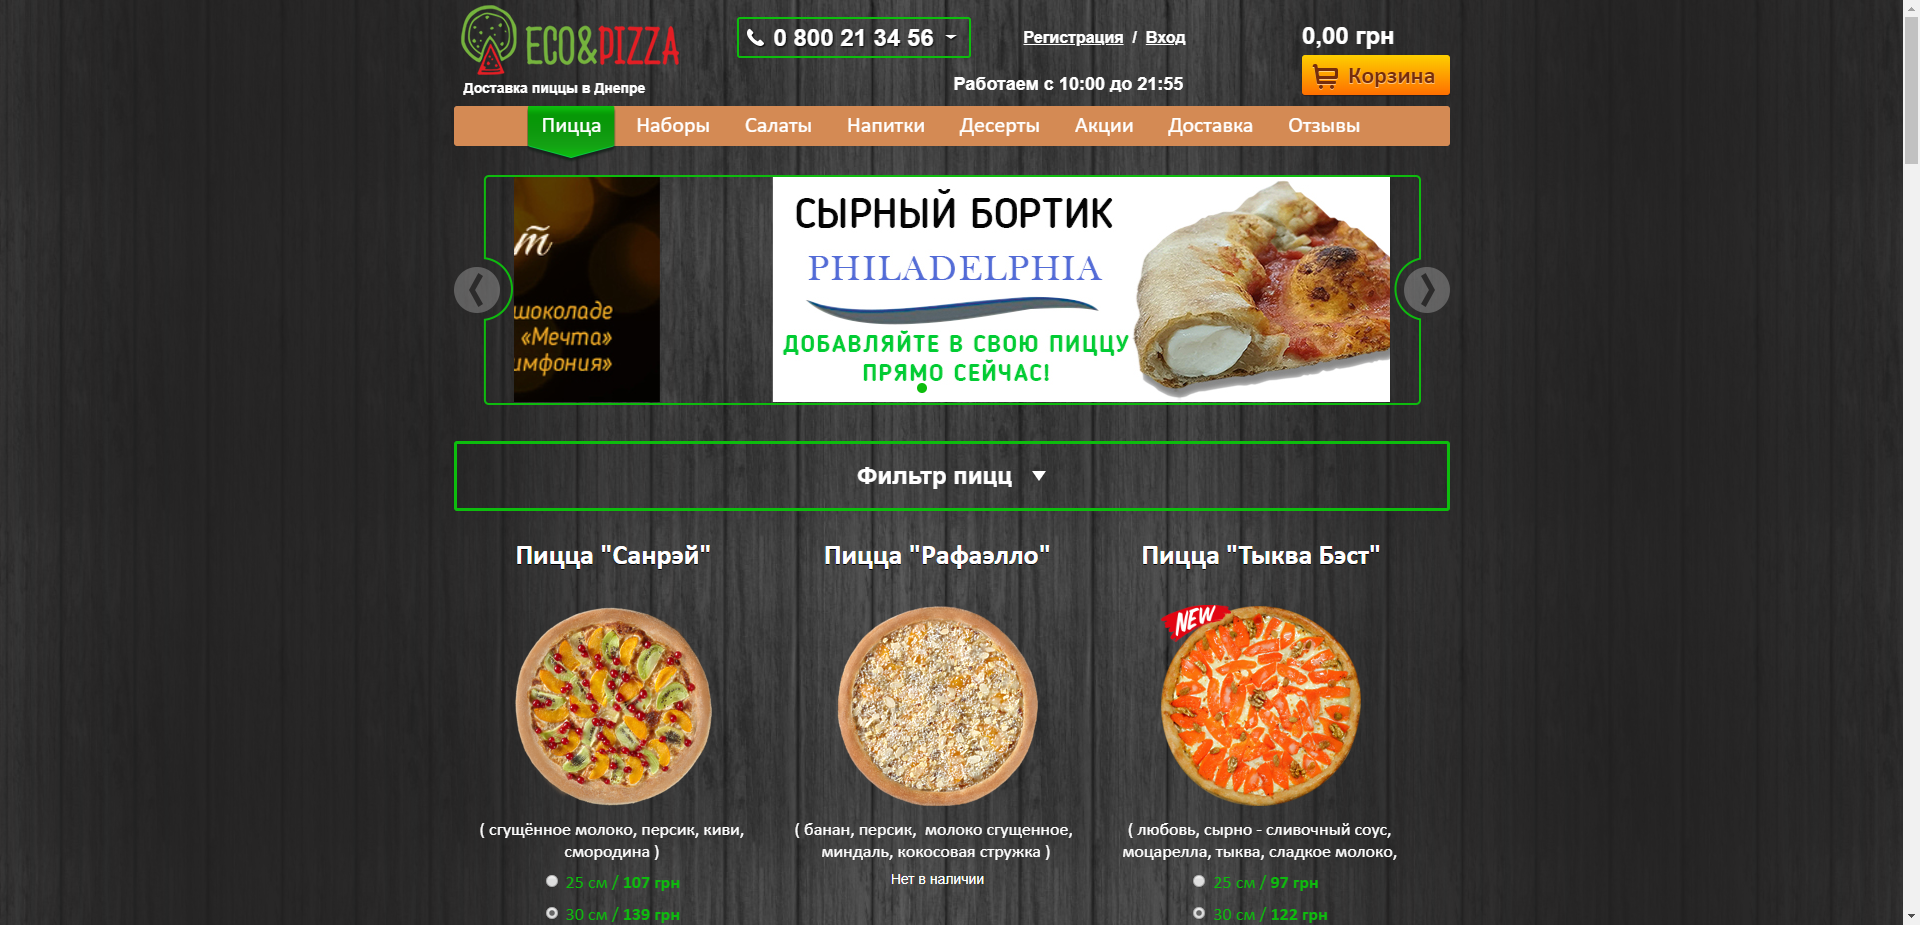 ECO&PIZZA
Доставка пиццы в Днепре
0 800 21 34 56
Регистрация / Вход
Работаем с 10:00 до 21:55
0,00 грн
Корзина
Пицца Наборы Салаты Напитки Десерты Акции Доставка Отзывы
шоколаде
«Мечта»
имфония»
СЫРНЫЙ БОРТИК
PHILADELPHIA
ДОБАВЛЯЙТЕ В СВОЮ ПИЦЦУ
ПРЯМО СЕЙЧАС!
Фильтр пицц
Пицца "Санрэй"
( сгущённое молоко, персик, киви,
смородина )
25 см / 107 грн
30 см / 139 грн
Пицца "Рафаэлло"
( банан, персик, молоко сгущенное,
миндаль, кокосовая стружка )
Нет в наличии
Пицца "Тыква Бэст"
NEW
( любовь, сырно - сливочный соус,
моцарелла, тыква, сладкое молоко,
25 см / 97 грн
30 см / 122 грн